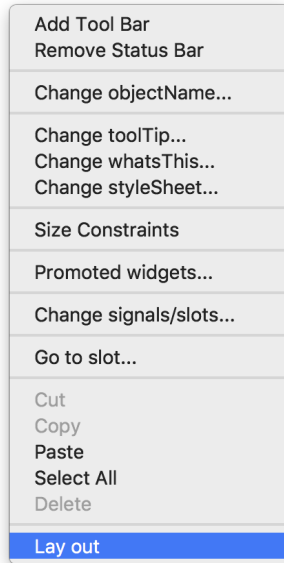 Add Tool Bar
Remove Status Bar
Change objectName...
Change toolTip...
Change whatsThis...
Change styleSheet...
Size Constraints
Promoted widgets...
Change signals/slots...
Go to slot...
Cut
Copy
Paste
Select All
Delete
Lay out